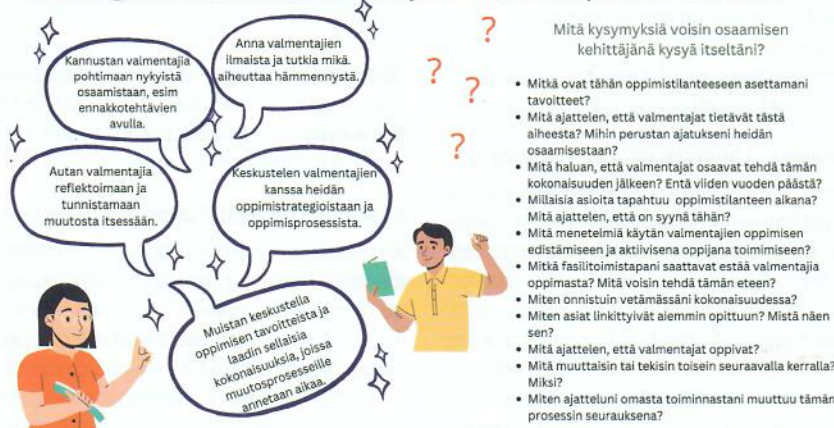 Kannustan valmentajia
pohtimaan nykyistä
osaamistaan, esim
ennakkotehtävien
avulla.
Anna valmentajien
ilmaista ja tutkia mikä.
aiheuttaa hämmennystä.
Autan valmentajia
reflektoimaan ja
tunnistamaan
muutosta itsessään.
Keskustelen valmentajien
kanssa heidän
oppimistrategioistaan ja
oppimisprosessista.
Muistan keskustella
oppimisen tavoitteista ja
laadin sellaisia
kokonaisuuksia, joissa
muutosprosesseille
annetaan aikaa.
?
?
?
?
Mitä kysymyksiä voisin osaamisen
kehittäjänä kysyä itseltäni?
• Mitkä ovat tähän oppimistilanteeseen asettamani
tavoitteet?
• Mitä ajattelen, että valmentajat tietävät tästä
aiheesta? Mihin perustan ajatukseni heidän
osaamisestaan?
• Mitä haluan, että valmentajat osaavat tehdä tämän
kokonaisuuden jälkeen? Entä viiden vuoden päästä?
• Millaisia asioita tapahtuu oppimistilanteen aikana?
Mitä ajattelen, että on syynä tähän?
• Mitä menetelmiä käytän valmentajien oppimisen
edistämiseen ja aktiivisena oppijana toimimiseen?
• Mitkä fasilitoimistapani saattavat estää valmentajia
oppimasta? Mitä voisin tehdä tämän eteen?
• Miten onnistuin vetämässäni kokonaisuudessa?
• Miten asiat linkittyivät aiemmin opittuun? Mistä näen
sen?
• Mitä ajattelen, että valmentajat oppivat?
• Mitä muuttaisin tai tekisin toisein seuraavalla kerralla?
Miksi?
• Miten ajatteluni omasta toiminnastani muuttuu tämän
prosessin seurauksena?